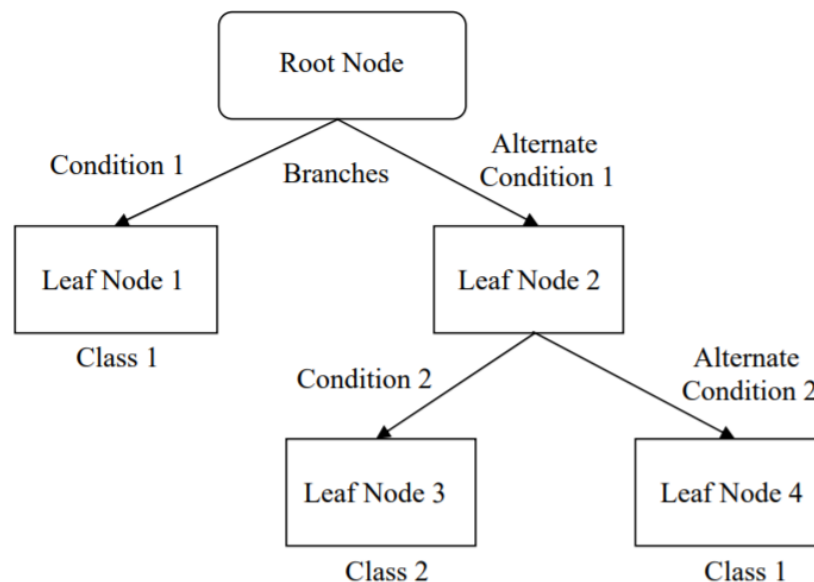 Root Node
Condition 1
Branches
Alternate
Condition 1
Leaf Node 1
Class 1
Leaf Node 2
Condition 2
Alternate
Condition 2
Leaf Node 3
Class 2
Leaf Node 4
Class 1